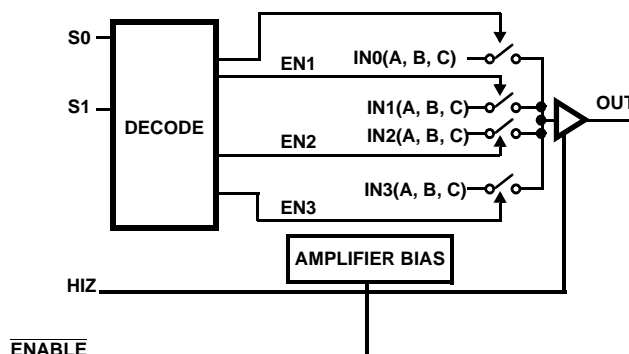 S0
EN1
IN0(A, B, C)
S1
DECODE
IN1(A, B, C)
OUT
EN2
IN2(A, B, C)
IN3(A, B, C)
EN3
AMPLIFIER BIAS
HIZ
ENABLE